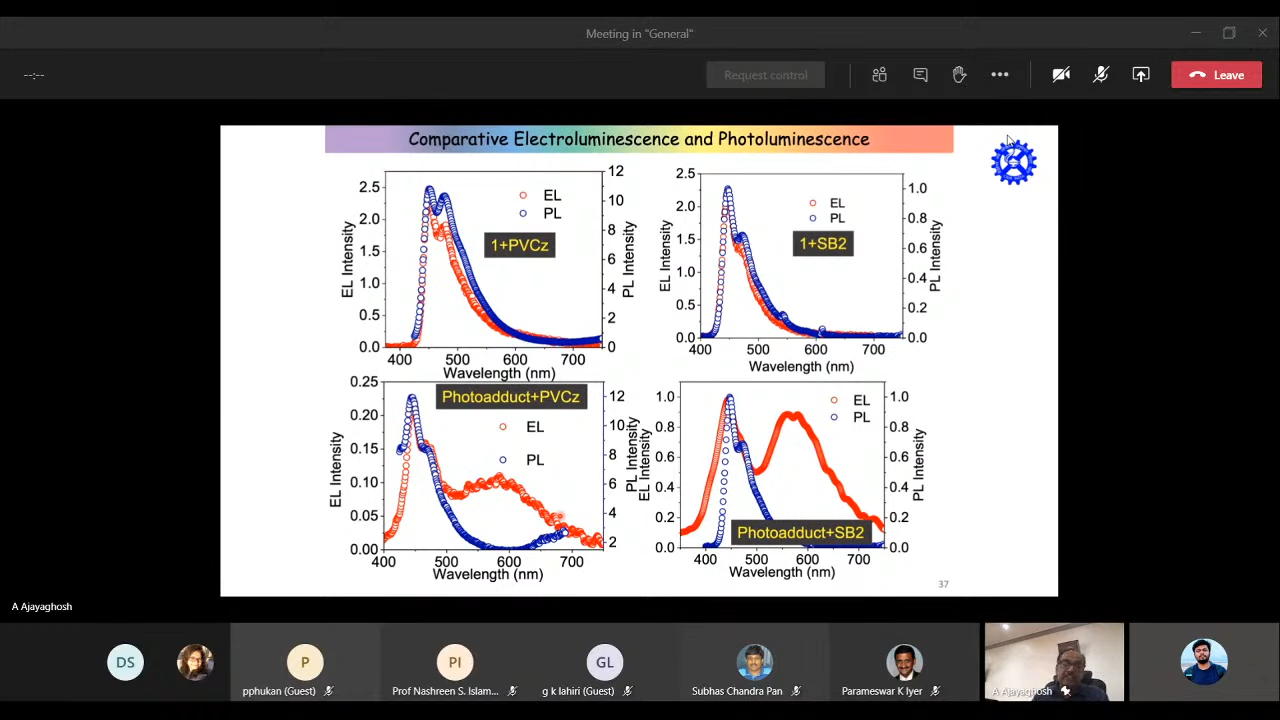 Meeting in "General"
--:--
Request control
Leave
Comparative Electroluminescence and Photoluminescence
2.5
2.0
1.5
1.0
0.5
0.0
EL Intensity
EL
PL
1+PVCz
12
10
8
6
4
2
0
PL Intensity
400 500 600 700
Wavelength (nm)
2.5
2.0
1.5
1.0
0.5
0.0
EL Intensity
EL
PL
1+SB2
1.0
0.8
0.6
0.4
0.2
0.0
PL Intensity
400 500 600 700
Wavelength (nm)
0.25
0.20
0.15
0.10
0.05
0.00
EL Intensity
Photoadduct+PVCz
EL
PL
12
10
8
6
4
2
PL Intensity
400 500 600 700
Wavelength (nm)
1.0
0.8
0.6
0.4
0.2
0.0
EL Intensity
EL
PL
Photoadduct+SB2
1.0
0.8
0.6
0.4
0.2
0.0
PL Intensity
400 500 600 700
Wavelength (nm)
37
A Ajayaghosh
DS
P
pphukan (Guest)
PI
Prof Nashreen S. Islam...
GL
g k lahiri (Guest)
Subhas Chandra Pan
Parameswar K Iyer
A Ajayaghosh